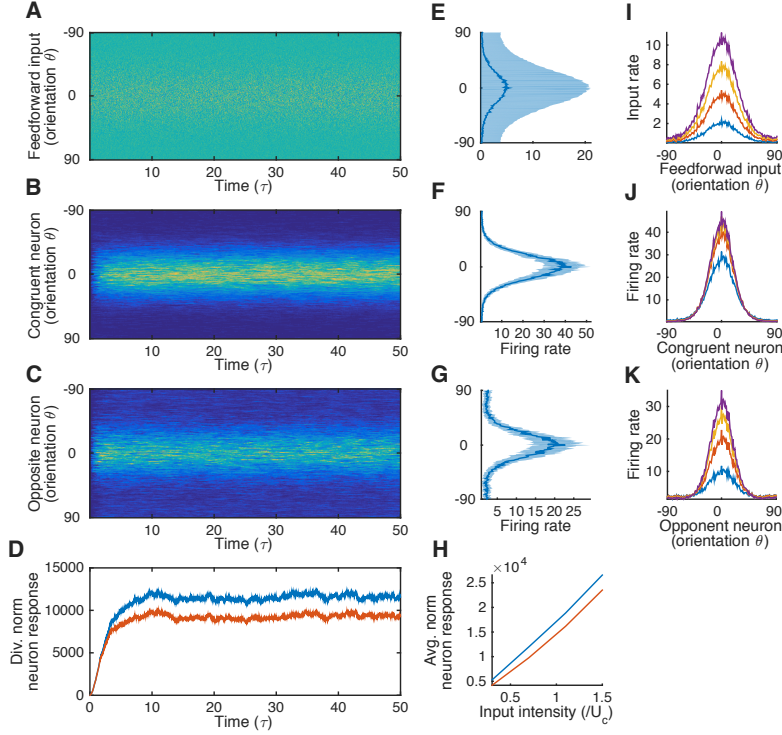 A
Feedforward input
(orientation θ)
-90
0
90
10
20
30
40
50
Time (τ)
B
Congruent neuron
(orientation θ)
-90
0
90
10
20
30
40
50
Time (τ)
C
Opposite neuron
(orientation θ)
-90
0
90
10
20
30
40
50
Time (τ)
D
Div. norm
neuron response
15000
10000
5000
0
0
10
20
30
40
50
Time (τ)
E
90
0
-90
0
10
20
F
90
0
-90
10
20
30
40
50
Firing rate
G
90
0
-90
5
10
15
20
25
Firing rate
H
×10^4
Avg. norm
neuron response
2.5
2
1.5
1
0.5
0.5
1
1.5
Input intensity (/U_c)
I
Input rate
10
8
6
4
2
-90
0
90
Feedforwad input
(orientation θ)
J
Firing rate
40
30
20
10
-90
0
90
Congruent neuron
(orientation θ)
K
Firing rate
30
20
10
-90
0
90
Opponent neuron
(orientation θ)